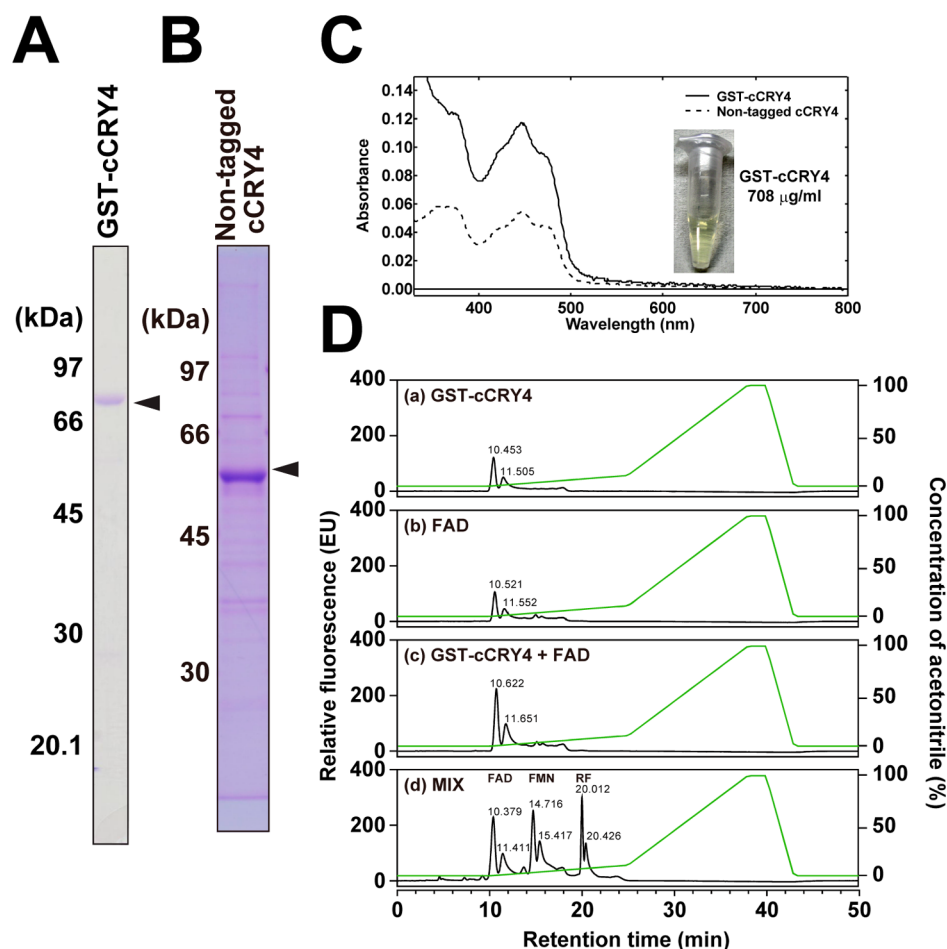 A
GST-cCRY4
(kDa)
97
66
45
30
20.1
B
Non-tagged
cCRY4
(kDa)
97
66
45
30
C
Absorbance
0.14
0.12
0.10
0.08
0.06
0.04
0.02
0.00
GST-cCRY4
Non-tagged cCRY4
GST-cCRY4
708 μg/ml
400 500 600 700 800
Wavelength (nm)
D
Relative fluorescence (EU)
Concentration of acetonitrile (%)
400
200
0
(a) GST-cCRY4
10.453
11.505
100
50
0
400
200
0
(b) FAD
10.521
11.552
100
50
0
400
200
0
(c) GST-cCRY4 + FAD
10.622
11.651
100
50
0
400
200
0
(d) MIX
FAD FMN RF
10.379 14.716 20.012
11.411 15.417 20.426
100
50
0
0 10 20 30 40 50
Retention time (min)